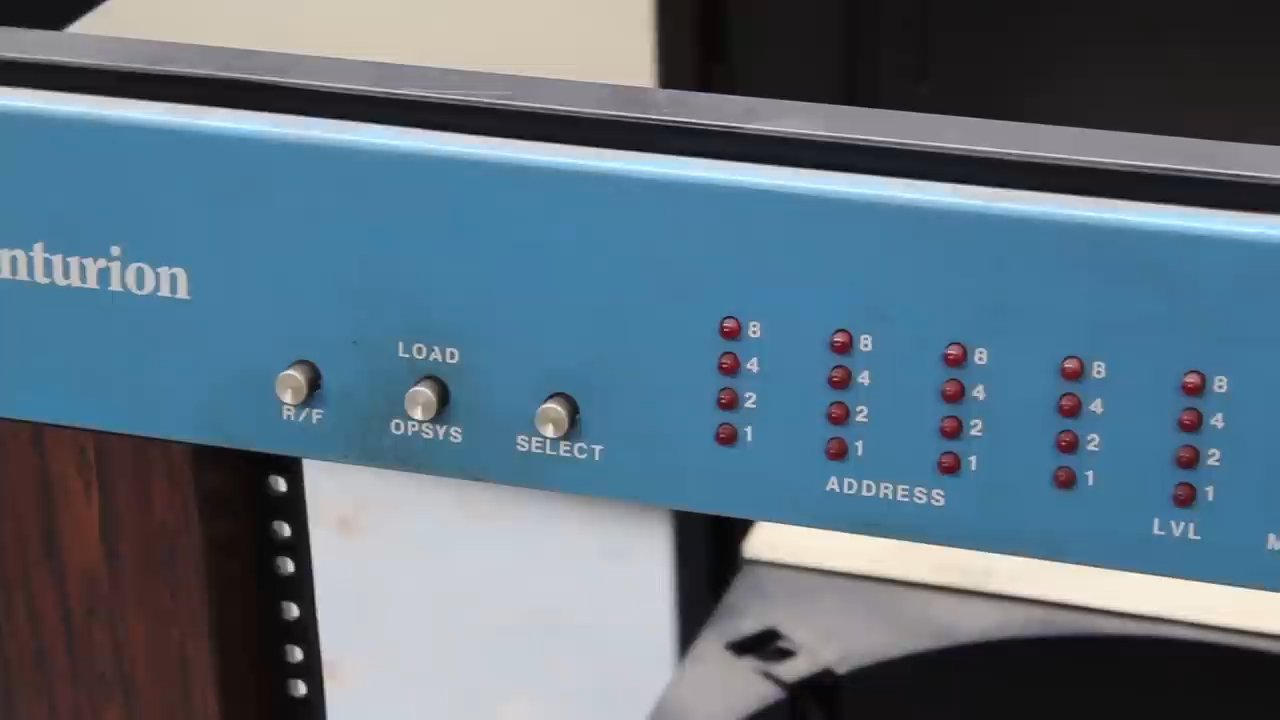 nturion
LOAD
R/F
OPSYS
SELECT
8 8 8 8 8
4 4 4 4 4
2 2 2 2 2
1 1 1 1 1
ADDRESS
LVL
M